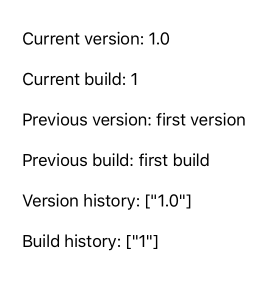 Current version: 1.0
Current build: 1
Previous version: first version
Previous build: first build
Version history: ["1.0"]
Build history: ["1"]